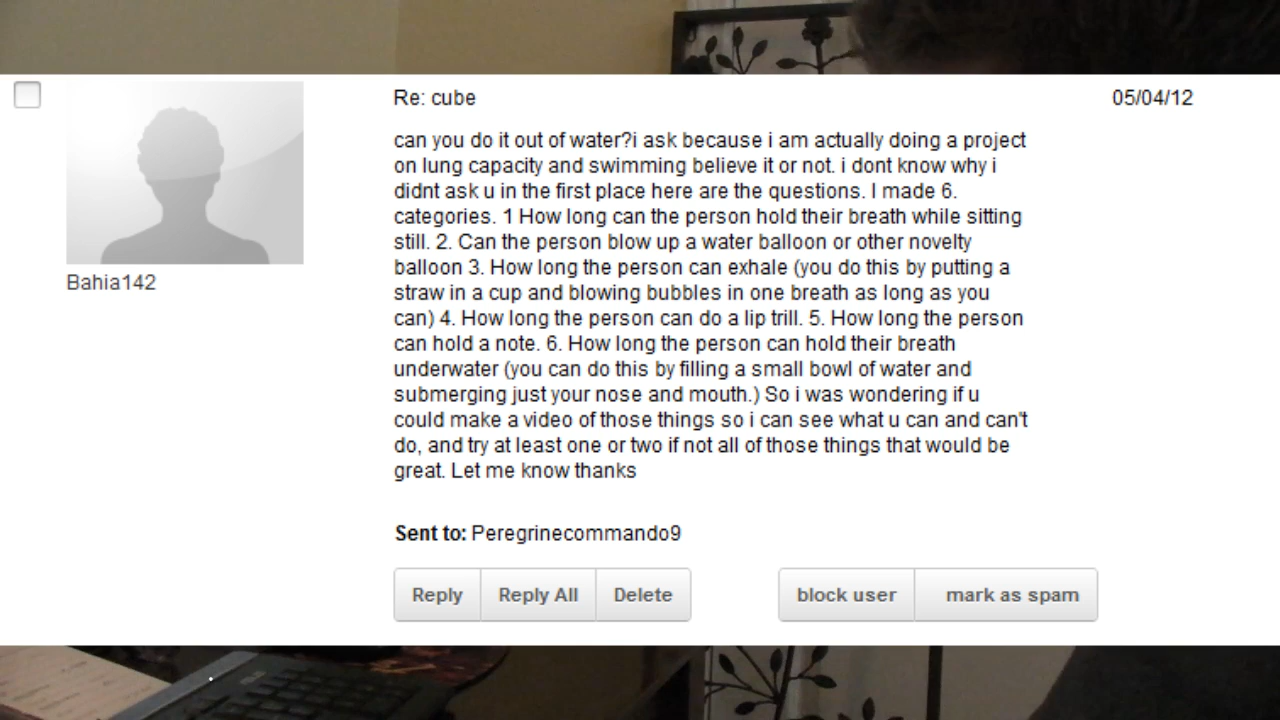 Re: cube
05/04/12
can you do it out of water?i ask because i am actually doing a project
on lung capacity and swimming believe it or not. i dont know why i
didnt ask u in the first place here are the questions. I made 6.
categories. 1 How long can the person hold their breath while sitting
still. 2. Can the person blow up a water balloon or other novelty
balloon 3. How long the person can exhale (you do this by putting a
straw in a cup and blowing bubbles in one breath as long as you
can) 4. How long the person can do a lip trill. 5. How long the person
can hold a note. 6. How long the person can hold their breath
underwater (you can do this by filling a small bowl of water and
submerging just your nose and mouth.) So i was wondering if u
could make a video of those things so i can see what u can and can't
do, and try at least one or two if not all of those things that would be
great. Let me know thanks
Bahia142
Sent to: Peregrinecommando9
Reply
Reply All
Delete
block user
mark as spam